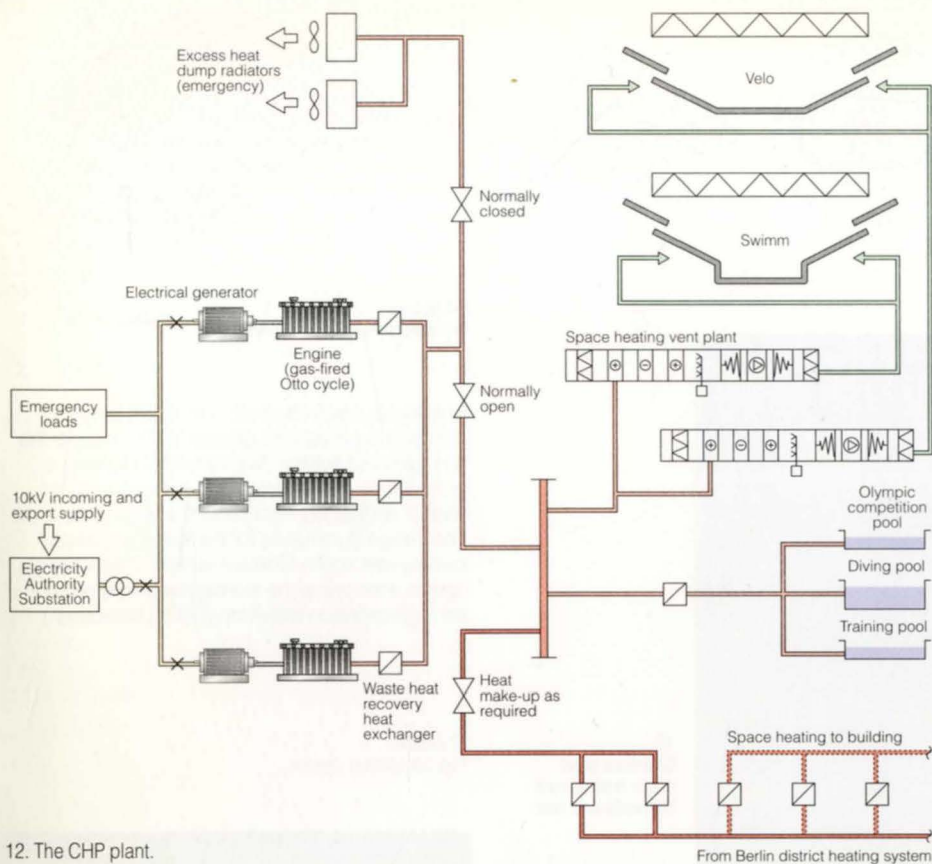 Excess heat
dump radiators
(emergency)
Velo
Normally
closed
Swimm
Electrical generator
Engine
(gas-fired
Otto cycle)
Space heating vent plant
Normally
open
Emergency
loads
10kV incoming and
export supply
Electricity
Authority
Substation
Olympic
competition
pool
Diving pool
Training pool
Waste heat
recovery
heat
exchanger
Heat
make-up as
required
Space heating to building
From Berlin district heating system
12. The CHP plant.